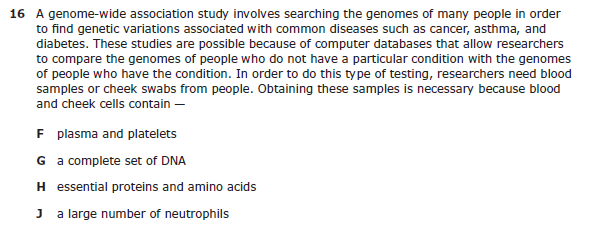 16 A genome-wide association study involves searching the genomes of many people in order
to find genetic variations associated with common diseases such as cancer, asthma, and
diabetes. These studies are possible because of computer databases that allow researchers
to compare the genomes of people who do not have a particular condition with the genomes
of people who have the condition. In order to do this type of testing, researchers need blood
samples or cheek swabs from people. Obtaining these samples is necessary because blood
and cheek cells contain —
F plasma and platelets
G a complete set of DNA
H essential proteins and amino acids
J a large number of neutrophils